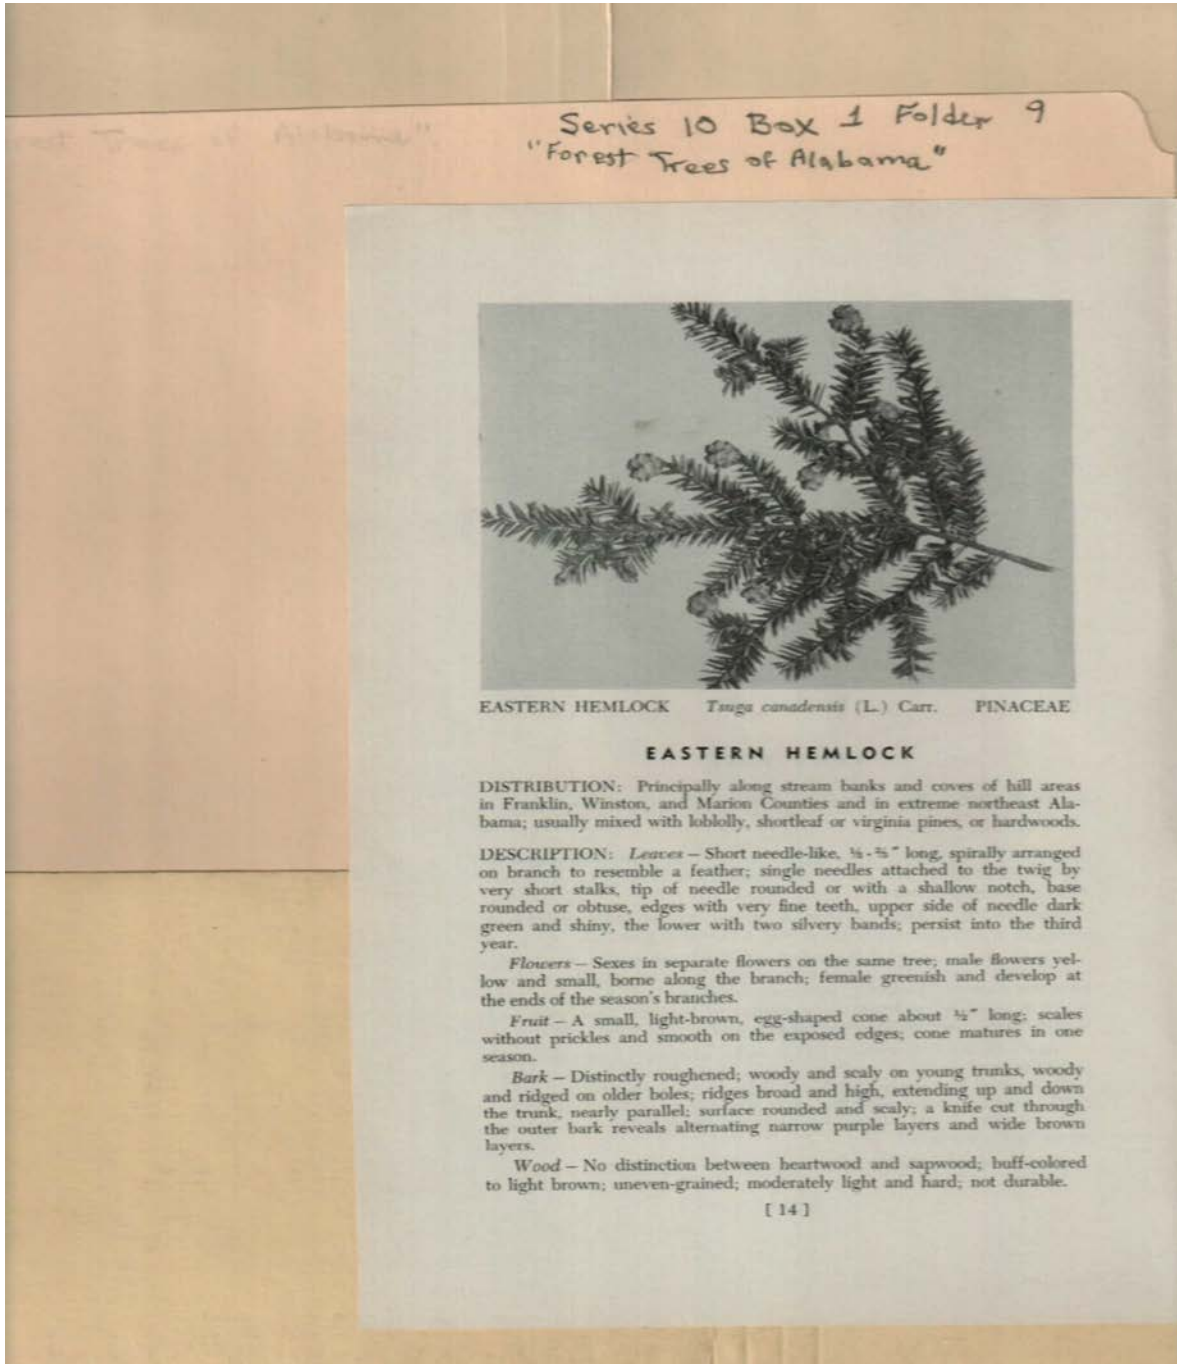 Series 10 Box 1 Folder 9
"Forest Trees of Alabama"
EASTERN HEMLOCK Tsuga canadensis (L.) Carr. PINACEAE
EASTERN HEMLOCK
DISTRIBUTION: Principally along stream banks and coves of hill areas
in Franklin, Winston, and Marion Counties and in extreme northeast Ala-
bama; usually mixed with loblolly, shortleaf or virginia pines, or hardwoods.
DESCRIPTION: Leaves — Short needle-like, long, spirally arranged
on branch to resemble a feather; single needles attached to the twig by
very short stalks, tip of needle rounded or with a shallow notch, base
rounded or obtuse, edges with very fine teeth, upper side of needle dark
green and shiny, the lower with two silvery bands; persist into the third
year.
Flowers — Sexes in separate flowers on the same tree; male flowers yel-
low and small, borne along the branch; female greenish and develop at
the ends of the season's branches.
Fruit — A small, light-brown, egg-shaped cone about ½" long; scales
without prickles and smooth on the exposed edges; cone matures in one
season.
Bark — Distinctly roughened; woody and scaly on young trunks, woody
and ridged on older boles; ridges broad and high, extending up and down
the trunk, nearly parallel; surface rounded and scaly; a knife cut through
the outer bark reveals alternating narrow purple layers and wide brown
layers.
Wood — No distinction between heartwood and sapwood; buff-colored
to light brown; uneven-grained; moderately light and hard; not durable.
[ 14 ]